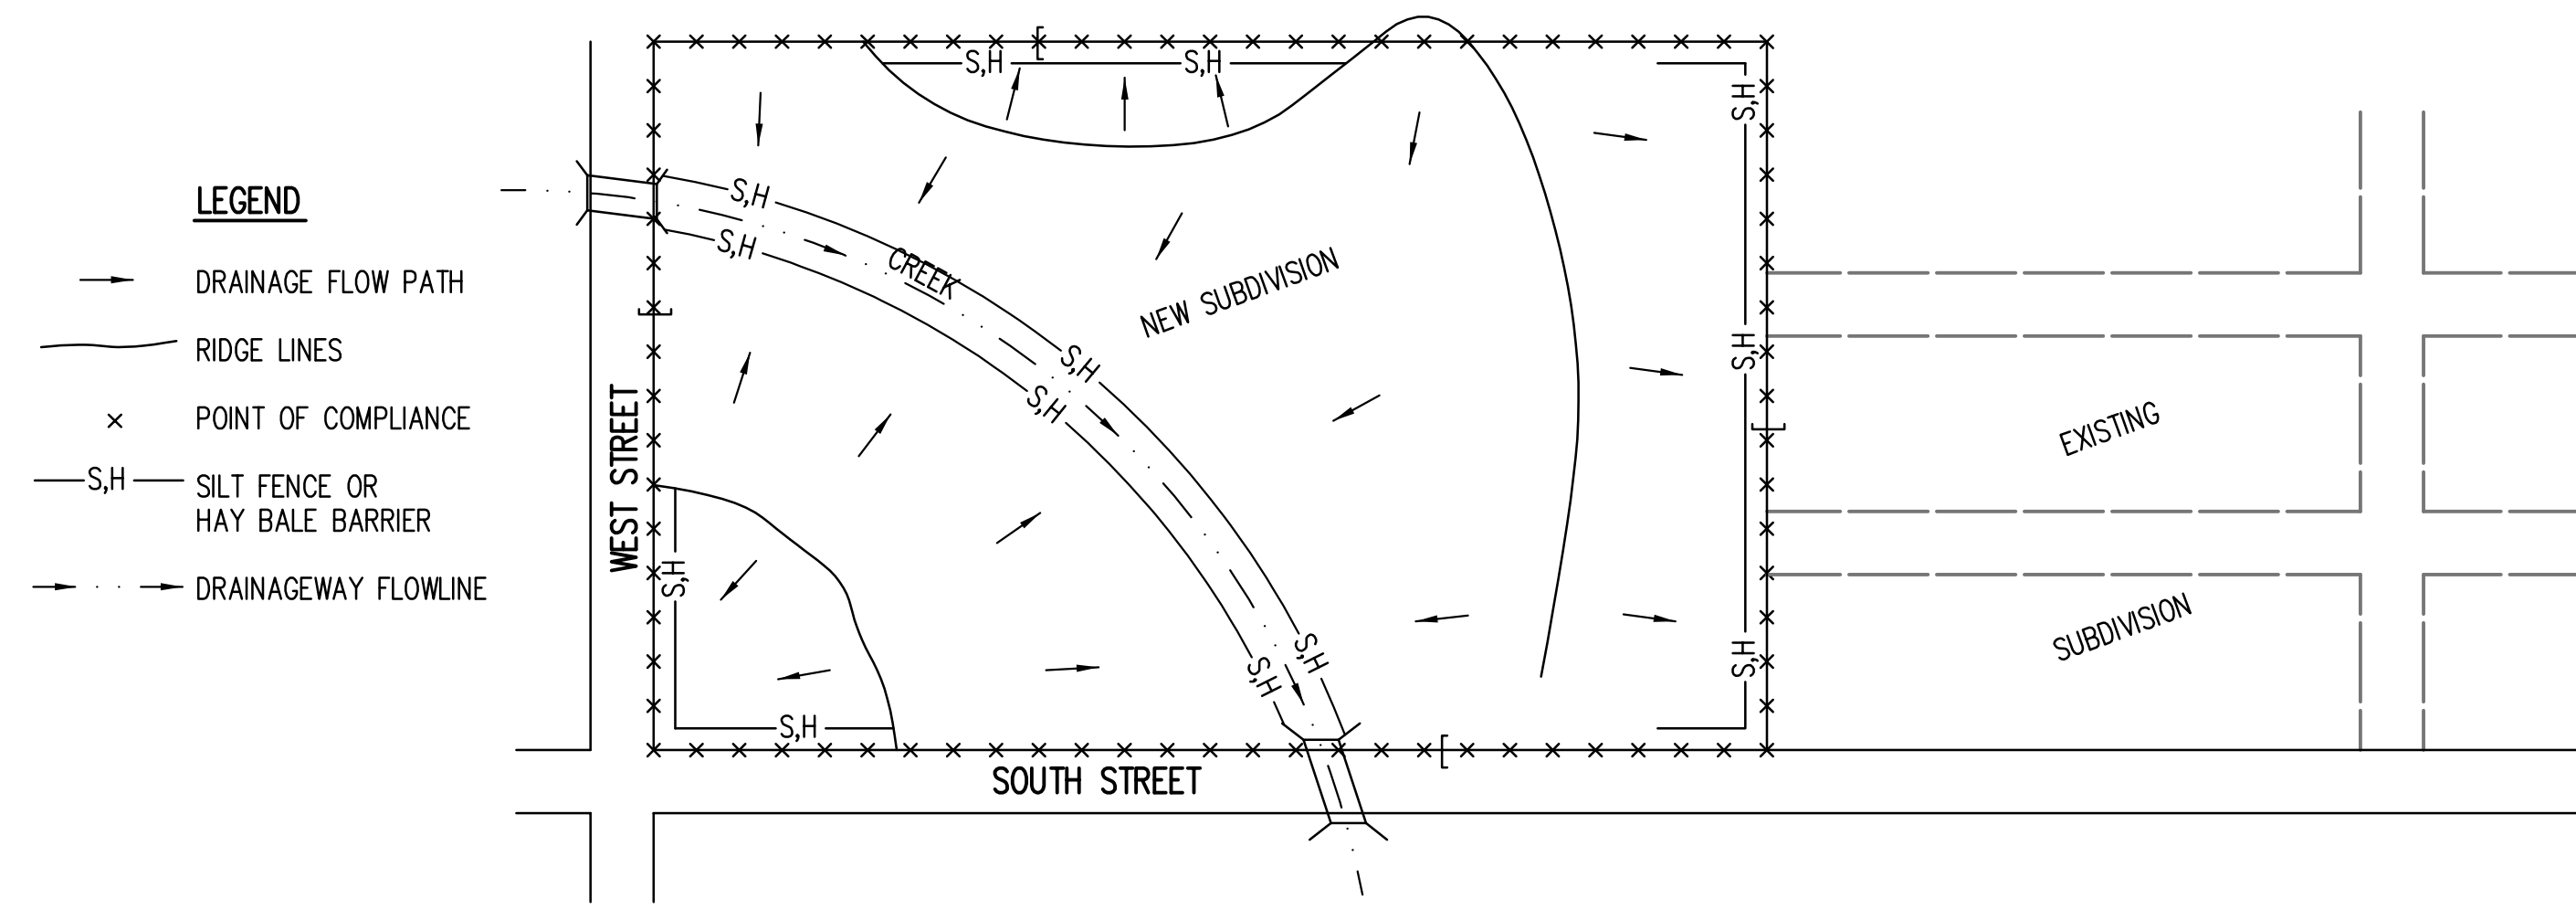 LEGEND
DRAINAGE FLOW PATH
RIDGE LINES
POINT OF COMPLIANCE
S,H
SILT FENCE OR
HAY BALE BARRIER
DRAINAGEWAY FLOWLINE
S,H
S,H
S,H
S,H
S,H
CREEK
NEW SUBDIVISION
S,H
S,H
S,H
WEST STREET
EXISTING
S,H
S,H
S,H
S,H
SUBDIVISION
S,H
SOUTH STREET